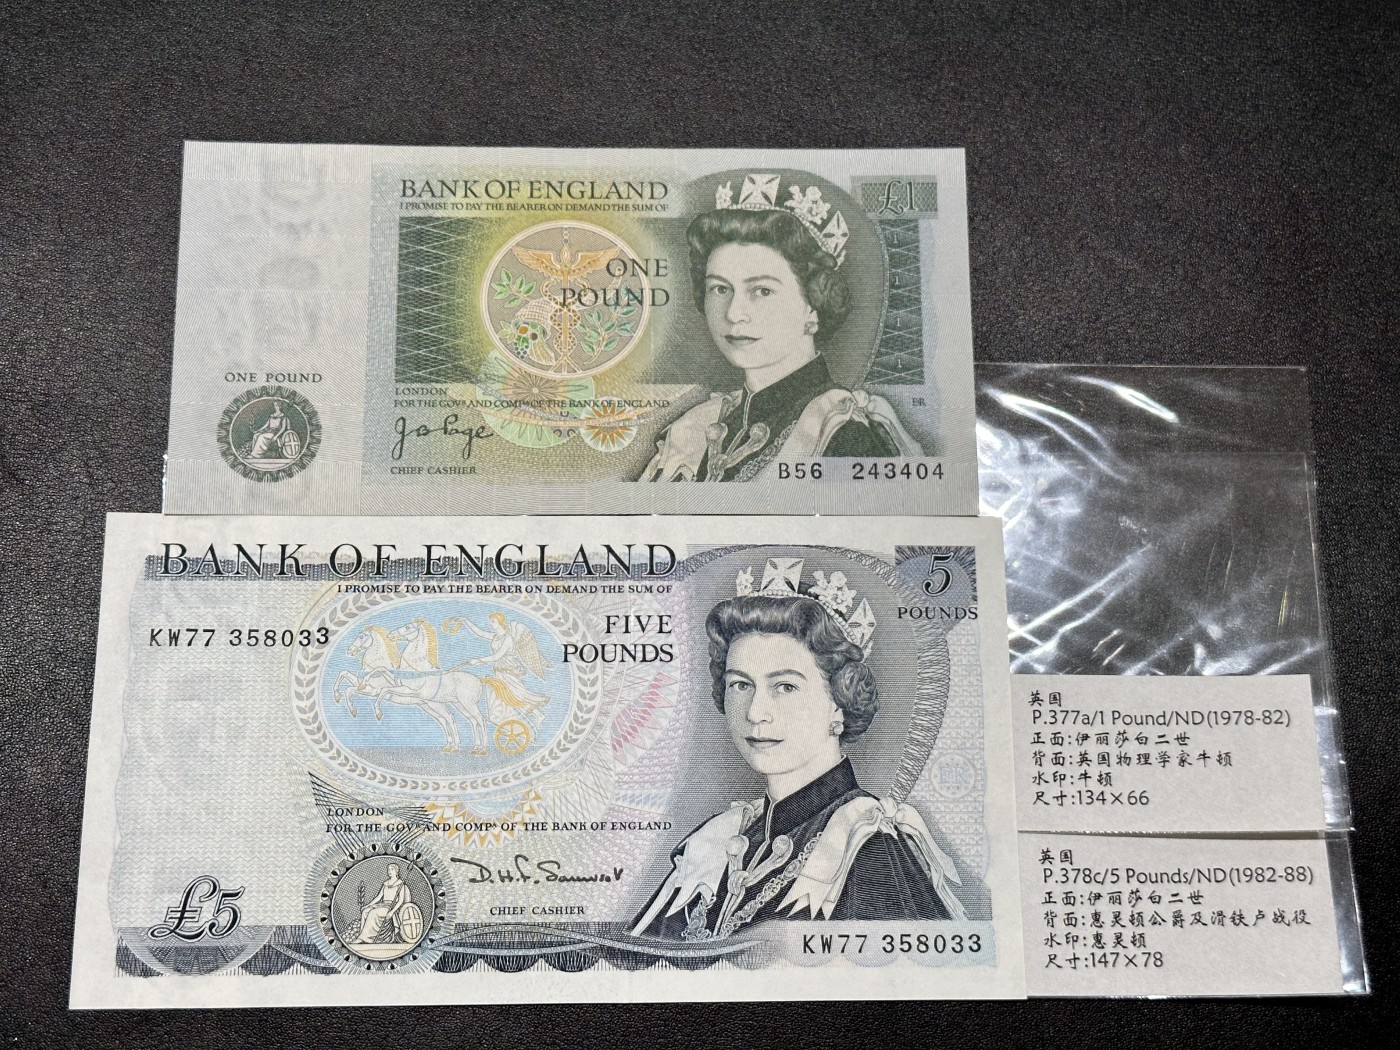 BANK OF ENGLAND
I PROMISE TO PAY THE BEARER ON DEMAND THE SUM OF
£1
ONE
POUND
ONE POUND
LONDON
FOR THE GOVR AND COMPA OF THE BANK OF ENGLAND
J B Page
CHIEF CASHIER
ER
B56 243404
BANK OF ENGLAND
I PROMISE TO PAY THE BEARER ON DEMAND THE SUM OF
5
POUNDS
KW77 358033
FIVE
POUNDS
LONDON
FOR THE GOVR AND COMPA OF THE BANK OF ENGLAND
£5
CHIEF CASHIER
KW77 358033
英国
P.377a/1 Pound/ND(1978-82)
正面:伊丽莎白二世
背面:英国物理学家牛顿
水印:牛顿
尺寸:134×66
英国
P.378c/5 Pounds/ND(1982-88)
正面:伊丽莎白二世
背面:惠灵顿公爵及滑铁卢战役
水印:惠灵顿
尺寸:147×78